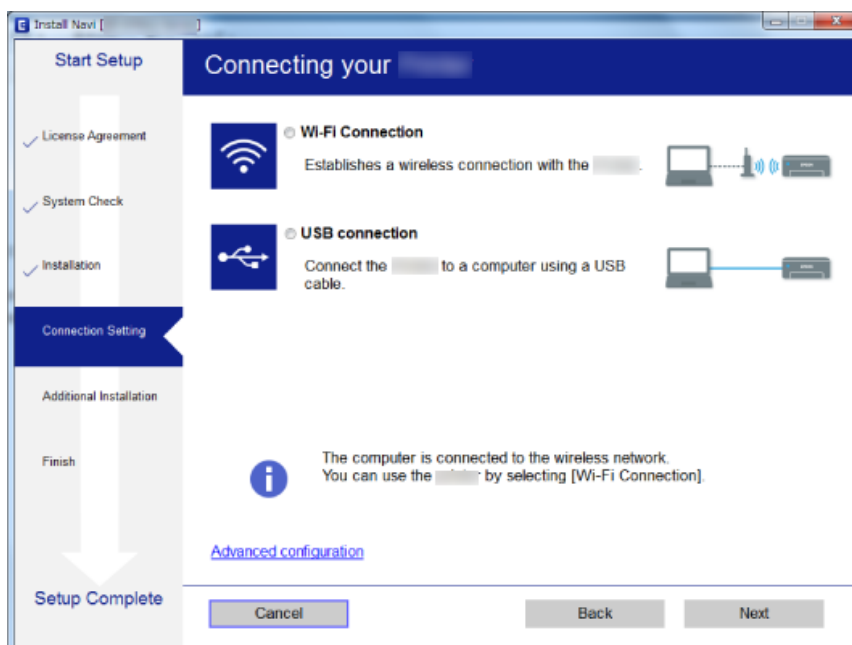 Install Navi [ ]
Start Setup
License Agreement
System Check
Installation
Connection Setting
Additional Installation
Finish
Setup Complete
Connecting your
Wi-Fi Connection
Establishes a wireless connection with the .
USB connection
Connect the to a computer using a USB
cable.
The computer is connected to the wireless network.
You can use the by selecting [Wi-Fi Connection].
Advanced configuration
Cancel
Back
Next